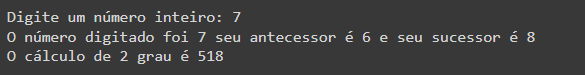 Digite um número inteiro: 7
O número digitado foi 7 seu antecessor é 6 e seu sucessor é 8
O cálculo de 2 grau é 518